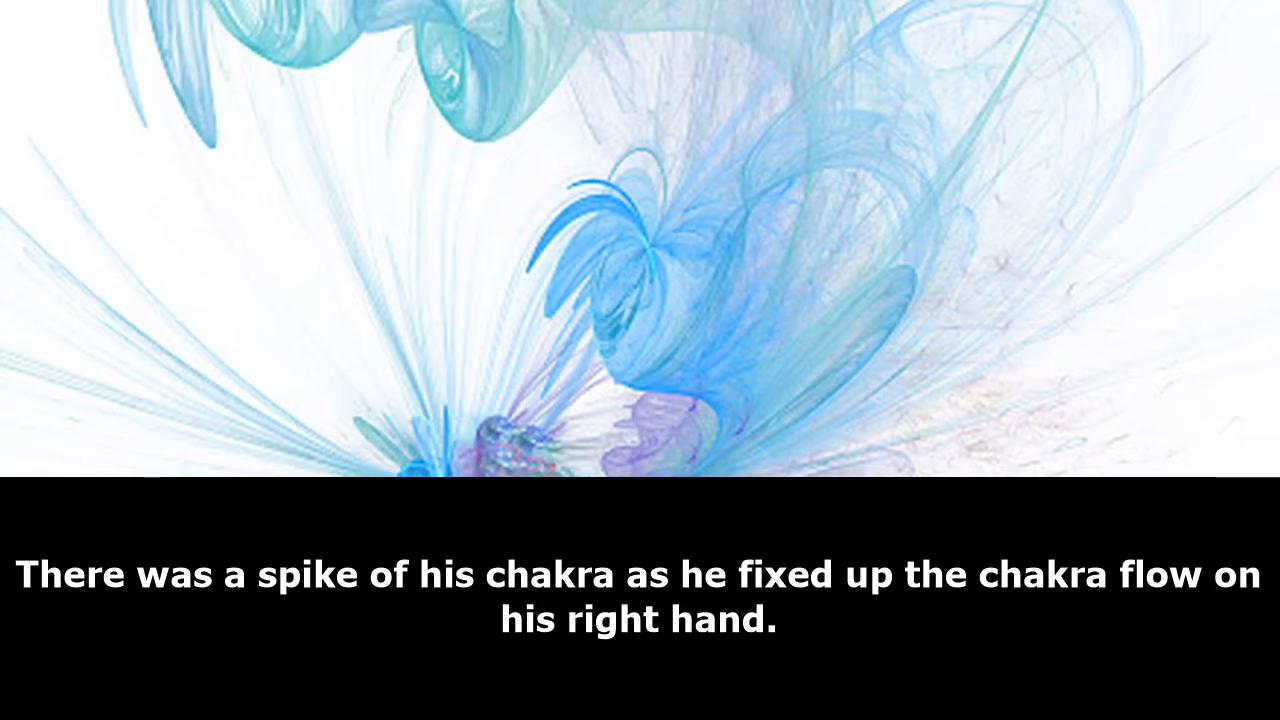 There was a spike of his chakra as he fixed up the chakra flow on
his right hand.